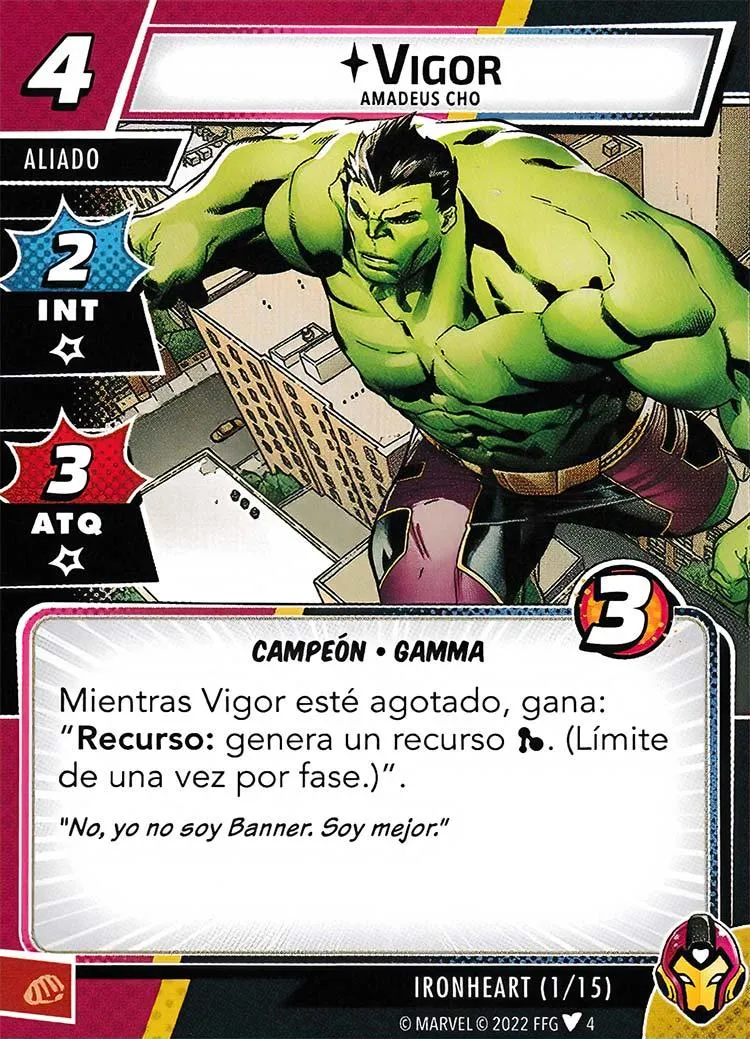 4
VIGOR
AMADEUS CHO
ALIADO
2
INT
3
ATQ
3
CAMPEÓN • GAMMA
Mientras Vigor esté agotado, gana:
“Recurso: genera un recurso . (Límite
de una vez por fase.)”.
"No, yo no soy Banner. Soy mejor."
IRONHEART (1/15)
© MARVEL © 2022 FFG 4